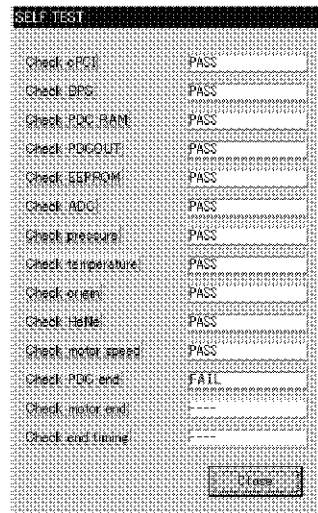 SELF TEST
Check cPCI PASS
Check BPS PASS
Check PDC RAM PASS
Check PDCOUT PASS
Check EEPROM PASS
Check ADC PASS
Check pressure PASS
Check temperature PASS
Check origin PASS
Check HeNe PASS
Check motor speed PASS
Check PDC end FAIL
Check motor end ----
Check end timing ----
Close